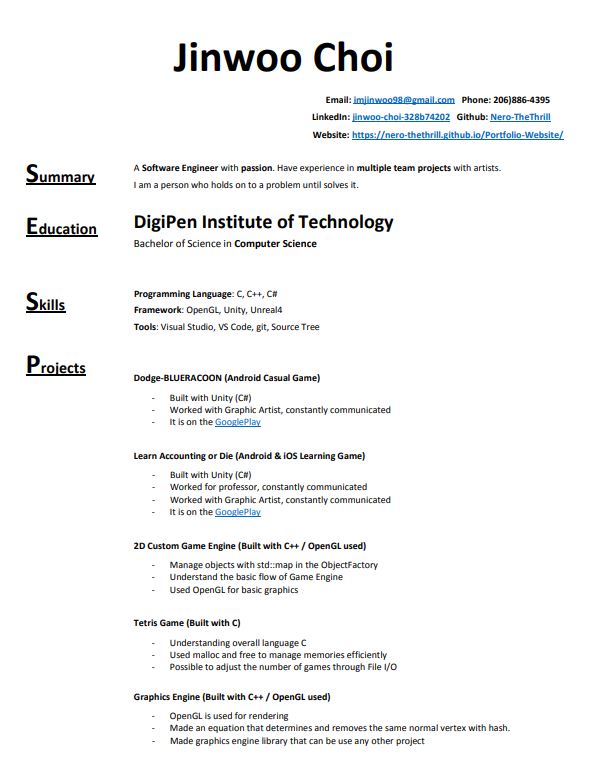 Jinwoo Choi
Email: jmjinwoo98@gmail.com Phone: 206)886-4395
LinkedIn: jinwoo-choi-328b74202 Github: Nero-TheThrill
Website: https://nero-thethrill.github.io/Portfolio-Website/
Summary
A Software Engineer with passion. Have experience in multiple team projects with artists.
I am a person who holds on to a problem until solves it.
Education
DigiPen Institute of Technology
Bachelor of Science in Computer Science
Skills
Programming Language: C, C++, C#
Framework: OpenGL, Unity, Unreal4
Tools: Visual Studio, VS Code, git, Source Tree
Projects
Dodge-BLUERACOON (Android Casual Game)
- Built with Unity (C#)
- Worked with Graphic Artist, constantly communicated
- It is on the GooglePlay
Learn Accounting or Die (Android & iOS Learning Game)
- Built with Unity (C#)
- Worked for professor, constantly communicated
- Worked with Graphic Artist, constantly communicated
- It is on the GooglePlay
2D Custom Game Engine (Built with C++ / OpenGL used)
- Manage objects with std::map in the ObjectFactory
- Understand the basic flow of Game Engine
- Used OpenGL for basic graphics
Tetris Game (Built with C)
- Understanding overall language C
- Used malloc and free to manage memories efficiently
- Possible to adjust the number of games through File I/O
Graphics Engine (Built with C++ / OpenGL used)
- OpenGL is used for rendering
- Made an equation that determines and removes the same normal vertex with hash.
- Made graphics engine library that can be use any other project